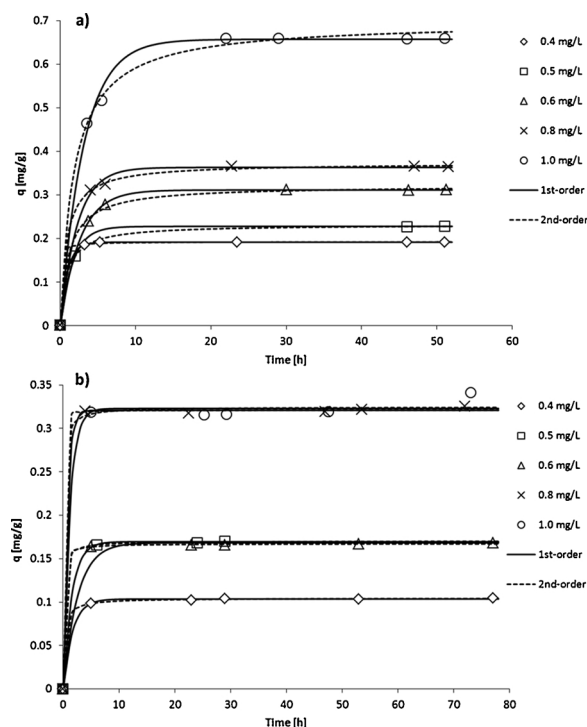 a)
0.7
0.6
0.5
0.4
0.3
0.2
0.1
0
q [mg/g]
0 10 20 30 40 50 60
Time [h]
0.4 mg/L
0.5 mg/L
0.6 mg/L
0.8 mg/L
1.0 mg/L
1st-order
2nd-order
b)
0.35
0.3
0.25
0.2
0.15
0.1
0.05
0
q [mg/g]
0 10 20 30 40 50 60 70 80
Time [h]
0.4 mg/L
0.5 mg/L
0.6 mg/L
0.8 mg/L
1.0 mg/L
1st-order
2nd-order